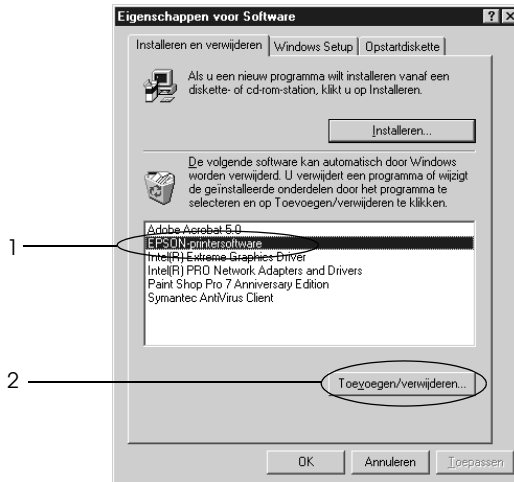 Eigenschappen voor Software
Installeren en verwijderen
Windows Setup
Opstartdiskette
Als u een nieuw programma wilt installeren vanaf een
diskette- of cd-rom-station, klikt u op Installeren.
Installeren...
De volgende software kan automatisch door Windows
worden verwijderd. U verwijdert een programma of wijzigt
de geïnstalleerde onderdelen door het programma te
selecteren en op Toevoegen/verwijderen te klikken.
Adobe Acrobat 5.0
1
EPSON-printersoftware
Intel(R) Extreme Graphics Driver
Intel(R) PRO Network Adapters and Drivers
Paint Shop Pro 7 Anniversary Edition
Symantec AntiVirus Client
2
Toevoegen/verwijderen...
OK
Annuleren
Toepassen